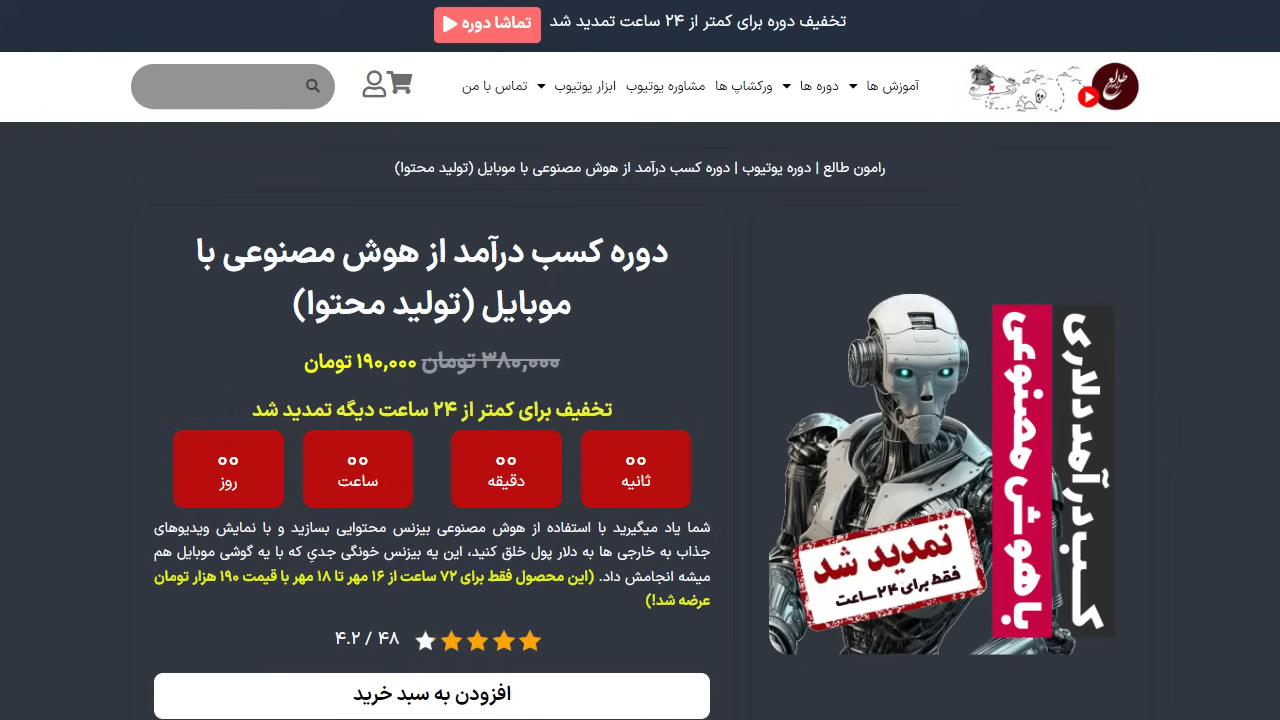 تخفیف دوره برای کمتر از ۲۴ ساعت تمدید شد
تماشا دوره
طالع
آموزش ها
دوره ها
ورکشاپ ها
مشاوره یوتیوب
ابزار یوتیوب
تماس با من
رامون طالع | دوره یوتیوب | دوره کسب درآمد از هوش مصنوعی با موبایل (تولید محتوا)
کسب درآمد دلاری
با هوش مصنوعی
تمدید شد
فقط برای ۲۴ ساعت
دوره کسب درآمد از هوش مصنوعی با
موبایل (تولید محتوا)
۳۸۰,۰۰۰ تومان ۱۹۰,۰۰۰ تومان
تخفیف برای کمتر از ۲۴ ساعت دیگه تمدید شد
۰۰
ثانیه
۰۰
دقیقه
۰۰
ساعت
۰۰
روز
شما یاد میگیرید با استفاده از هوش مصنوعی بیزنس محتوایی بسازید و با نمایش ویدیوهای
جذاب به خارجی ها به دلار پول خلق کنید، این یه بیزنس خونگی جدیِ که با یه گوشی موبایل هم
میشه انجامش داد. (این محصول فقط برای ۷۲ ساعت از ۱۶ مهر تا ۱۸ مهر با قیمت ۱۹۰ هزار تومان
عرضه شد!)
۴.۲ / ۴۸
افزودن به سبد خرید